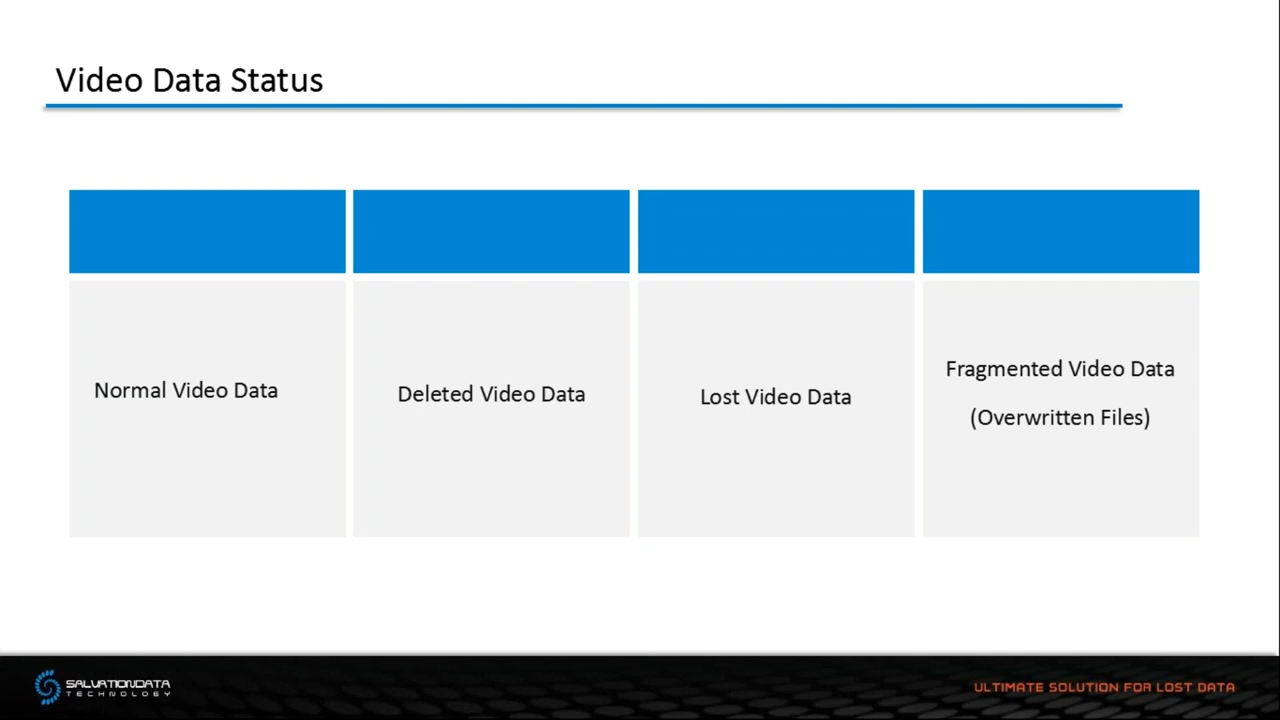 Video Data Status
Normal Video Data
Deleted Video Data
Lost Video Data
Fragmented Video Data
(Overwritten Files)
SALVATIONDATA
TECHNOLOGY
ULTIMATE SOLUTION FOR LOST DATA